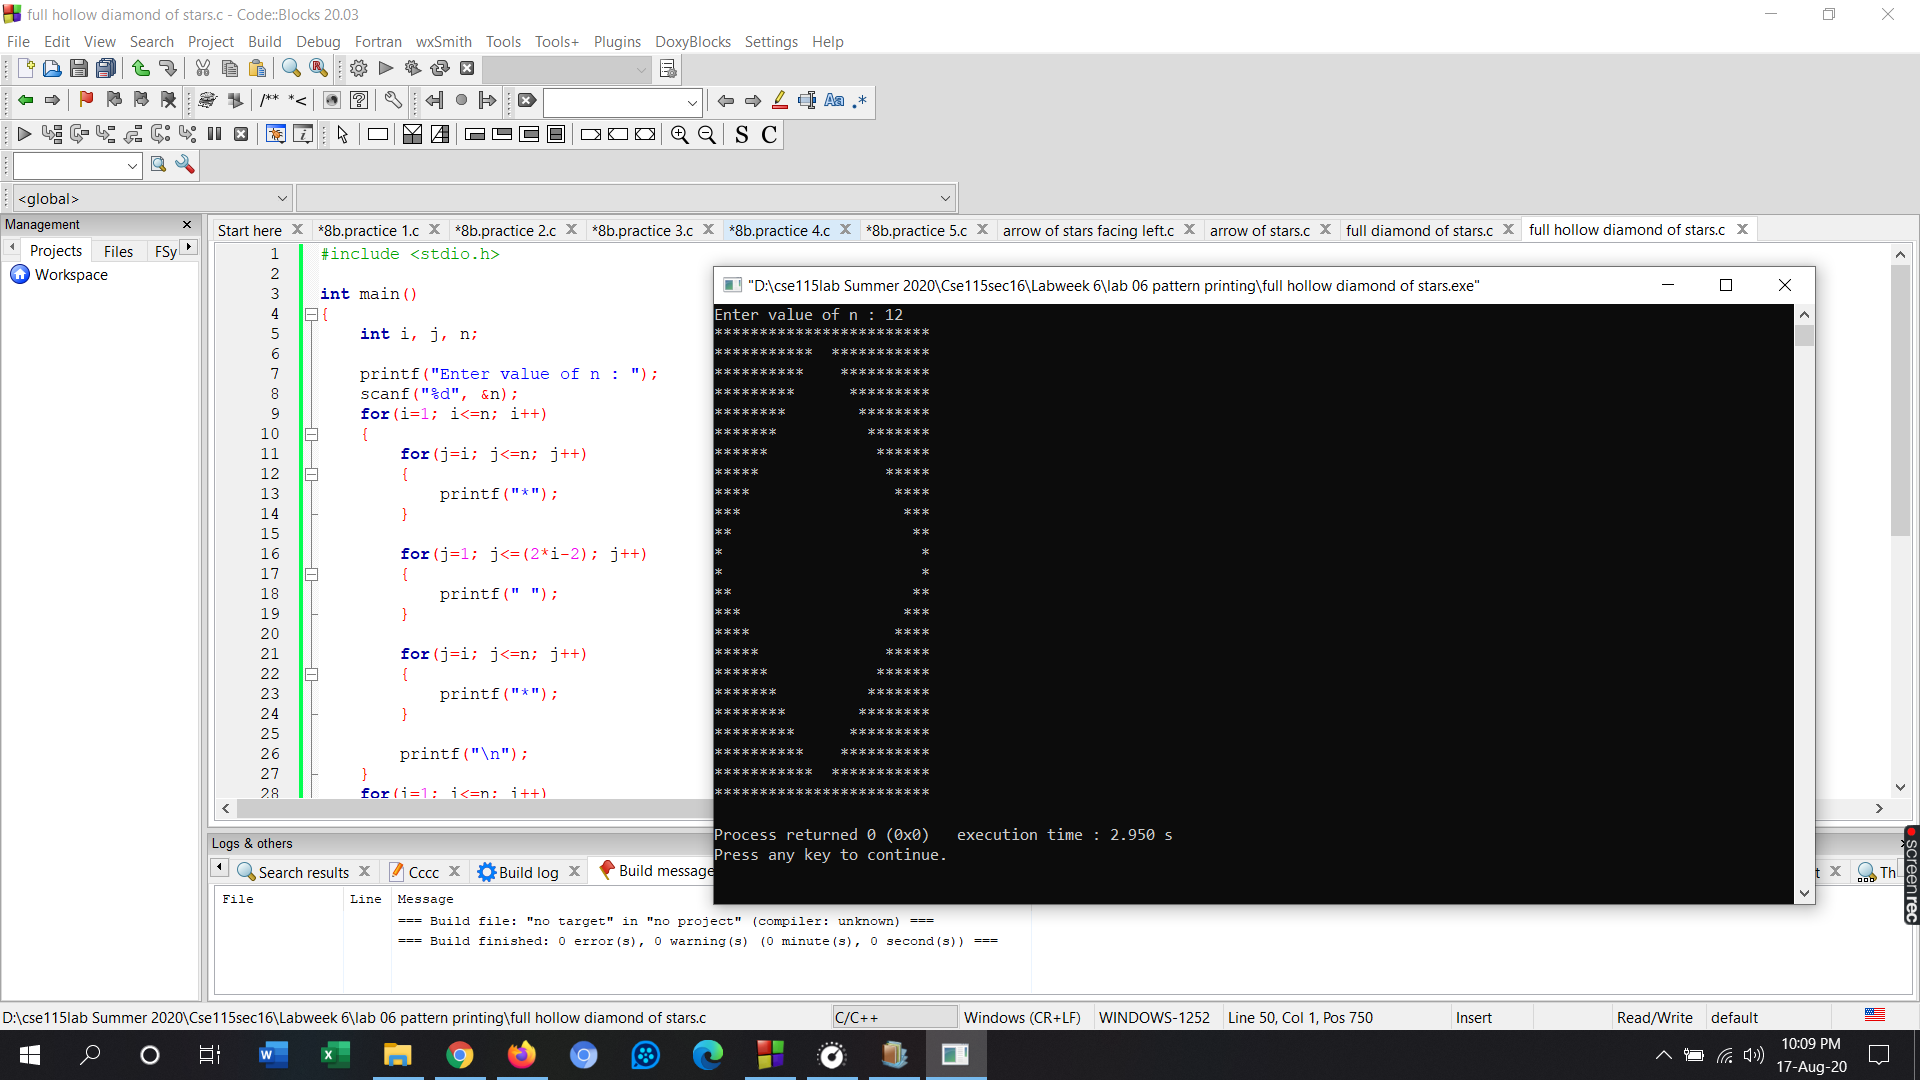 full hollow diamond of stars.c - Code::Blocks 20.03
File Edit View Search Project Build Debug Fortran wxSmith Tools Tools+ Plugins DoxyBlocks Settings Help
/** *<
Aa .*
S C
<global>
Management
Projects Files FSy
Workspace
Start here *8b.practice 1.c *8b.practice 2.c *8b.practice 3.c *8b.practice 4.c *8b.practice 5.c arrow of stars facing left.c arrow of stars.c full diamond of stars.c full hollow diamond of stars.c
1 #include <stdio.h>
2
3 int main()
4 {
5     int i, j, n;
6
7     printf("Enter value of n : ");
8     scanf("%d", &n);
9     for(i=1; i<=n; i++)
10     {
11         for(j=i; j<=n; j++)
12         {
13             printf("*");
14         }
15
16         for(j=1; j<=(2*i-2); j++)
17         {
18             printf(" ");
19         }
20
21         for(j=i; j<=n; j++)
22         {
23             printf("*");
24         }
25
26         printf("\n");
27     }
28     for(i=1; i<=n; i++)
"D:\cse115lab Summer 2020\Cse115sec16\Labweek 6\lab 06 pattern printing\full hollow diamond of stars.exe"
Enter value of n : 12
************************
***********  ***********
**********    **********
*********      *********
********        ********
*******          *******
******            ******
*****              *****
****                ****
***                  ***
**                    **
*                      *
*                      *
**                    **
***                  ***
****                ****
*****              *****
******            ******
*******          *******
********        ********
*********      *********
**********    **********
***********  ***********
************************
Process returned 0 (0x0)   execution time : 2.950 s
Press any key to continue.
Logs & others
Search results Cccc Build log Build message t Th
File Line Message
=== Build file: "no target" in "no project" (compiler: unknown) ===
=== Build finished: 0 error(s), 0 warning(s) (0 minute(s), 0 second(s)) ===
screenrec
D:\cse115lab Summer 2020\Cse115sec16\Labweek 6\lab 06 pattern printing\full hollow diamond of stars.c C/C++ Windows (CR+LF) WINDOWS-1252 Line 50, Col 1, Pos 750 Insert Read/Write default
10:09 PM
17-Aug-20